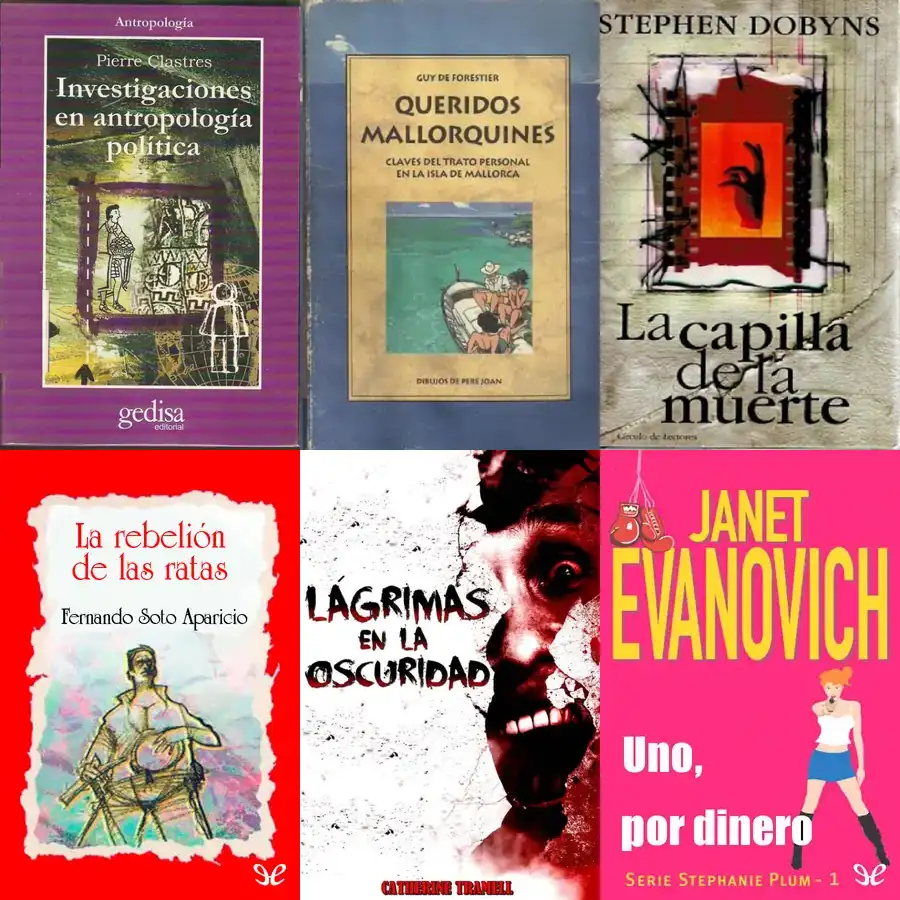 Antropología
Pierre Clastres
Investigaciones
en antropología
política
gedisa
editorial
GUY DE FORESTIER
QUERIDOS
MALLORQUINES
CLAVES DEL TRATO PERSONAL
EN LA ISLA DE MALLORCA
DIBUJOS DE PERE JOAN
STEPHEN DOBYNS
La capilla
de la
muerte
Círculo de Lectores
La rebelión
de las ratas
Fernando Soto Aparicio
LÁGRIMAS
EN LA
OSCURIDAD
CATHERINE TRAMELL
JANET
EVANOVICH
Uno,
por dinero
SERIE STEPHANIE PLUM - 1